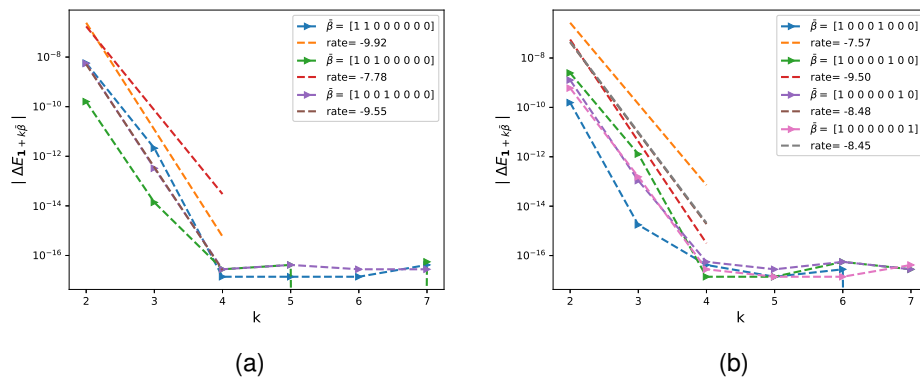 | ΔE_{1+kβ̄} |
10^{-8}
10^{-10}
10^{-12}
10^{-14}
10^{-16}
β̄ = [1 1 0 0 0 0 0 0]
rate= -9.92
β̄ = [1 0 1 0 0 0 0 0]
rate= -7.78
β̄ = [1 0 0 1 0 0 0 0]
rate= -9.55
2 3 4 5 6 7
k
(a)
| ΔE_{1+kβ̄} |
10^{-8}
10^{-10}
10^{-12}
10^{-14}
10^{-16}
β̄ = [1 0 0 0 1 0 0 0]
rate= -7.57
β̄ = [1 0 0 0 0 1 0 0]
rate= -9.50
β̄ = [1 0 0 0 0 0 1 0]
rate= -8.48
β̄ = [1 0 0 0 0 0 0 1]
rate= -8.45
2 3 4 5 6 7
k
(b)